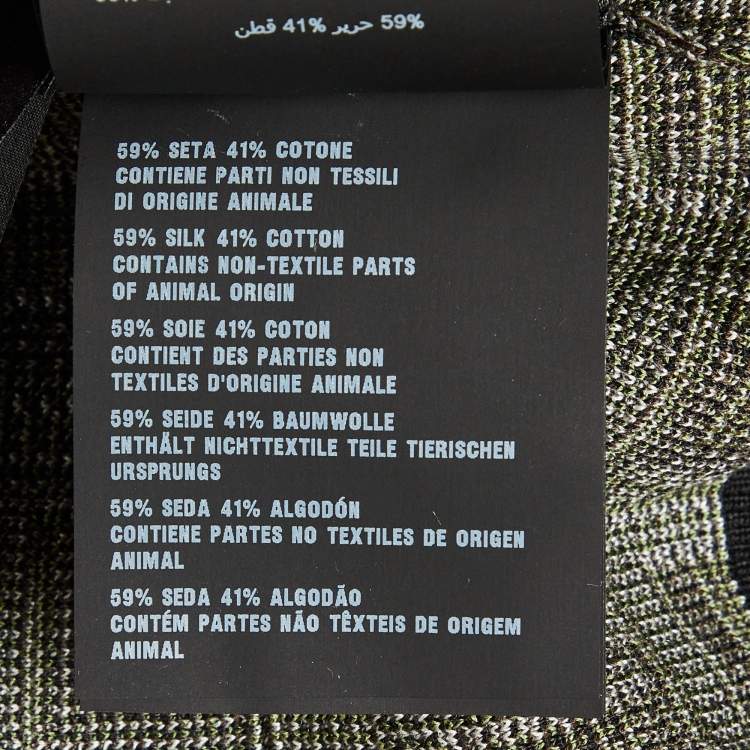 59% حرير 41% قطن
59% SETA 41% COTONE
CONTIENE PARTI NON TESSILI
DI ORIGINE ANIMALE
59% SILK 41% COTTON
CONTAINS NON-TEXTILE PARTS
OF ANIMAL ORIGIN
59% SOIE 41% COTON
CONTIENT DES PARTIES NON
TEXTILES D'ORIGINE ANIMALE
59% SEIDE 41% BAUMWOLLE
ENTHÄLT NICHTTEXTILE TEILE TIERISCHEN
URSPRUNGS
59% SEDA 41% ALGODÓN
CONTIENE PARTES NO TEXTILES DE ORIGEN
ANIMAL
59% SEDA 41% ALGODÃO
CONTÉM PARTES NÃO TÊXTEIS DE ORIGEM
ANIMAL